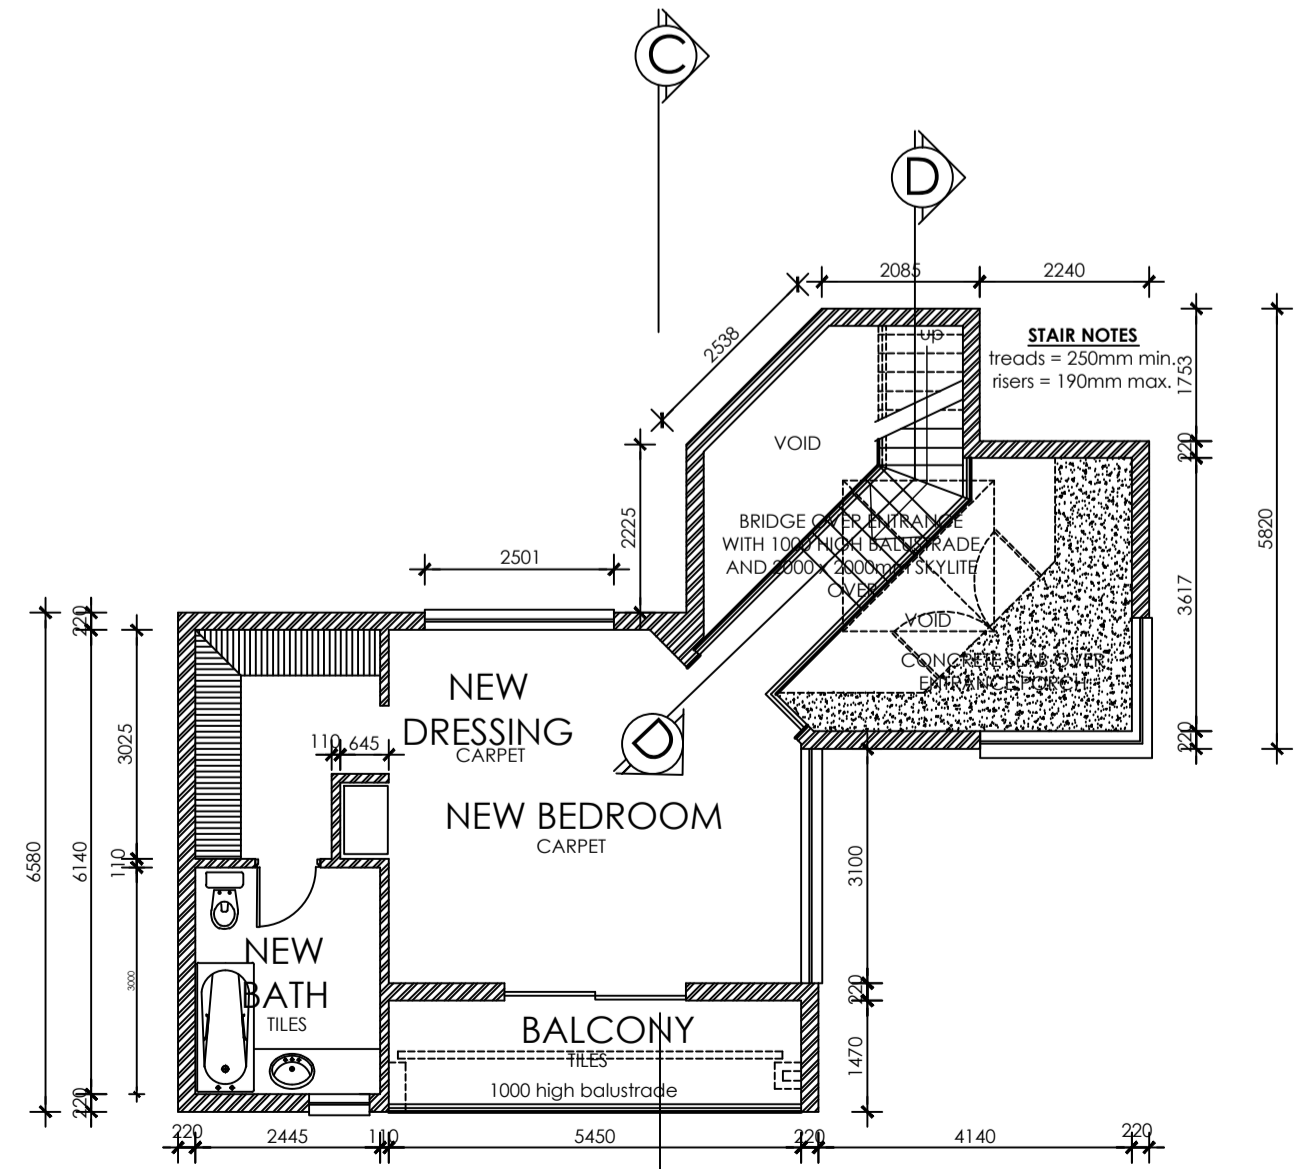 C
D
2085
2240
2538
STAIR NOTES
treads = 250mm min.
risers = 190mm max.
up
1753
220
VOID
2225
5820
BRIDGE OVER ENTRANCE
WITH 1000 HIGH BALUSTRADE
AND 2000 x 2000mm SKYLITE
OVER
2501
3617
220
VOID
CONCRETE SLAB OVER
ENTRANCE PORCH
NEW
DRESSING
CARPET
110
645
D
220
3025
NEW BEDROOM
CARPET
6580
6140
110
3100
NEW
BATH
TILES
3000
220
BALCONY
TILES
1470
1000 high balustrade
220
220
2445
110
5450
220
4140
220